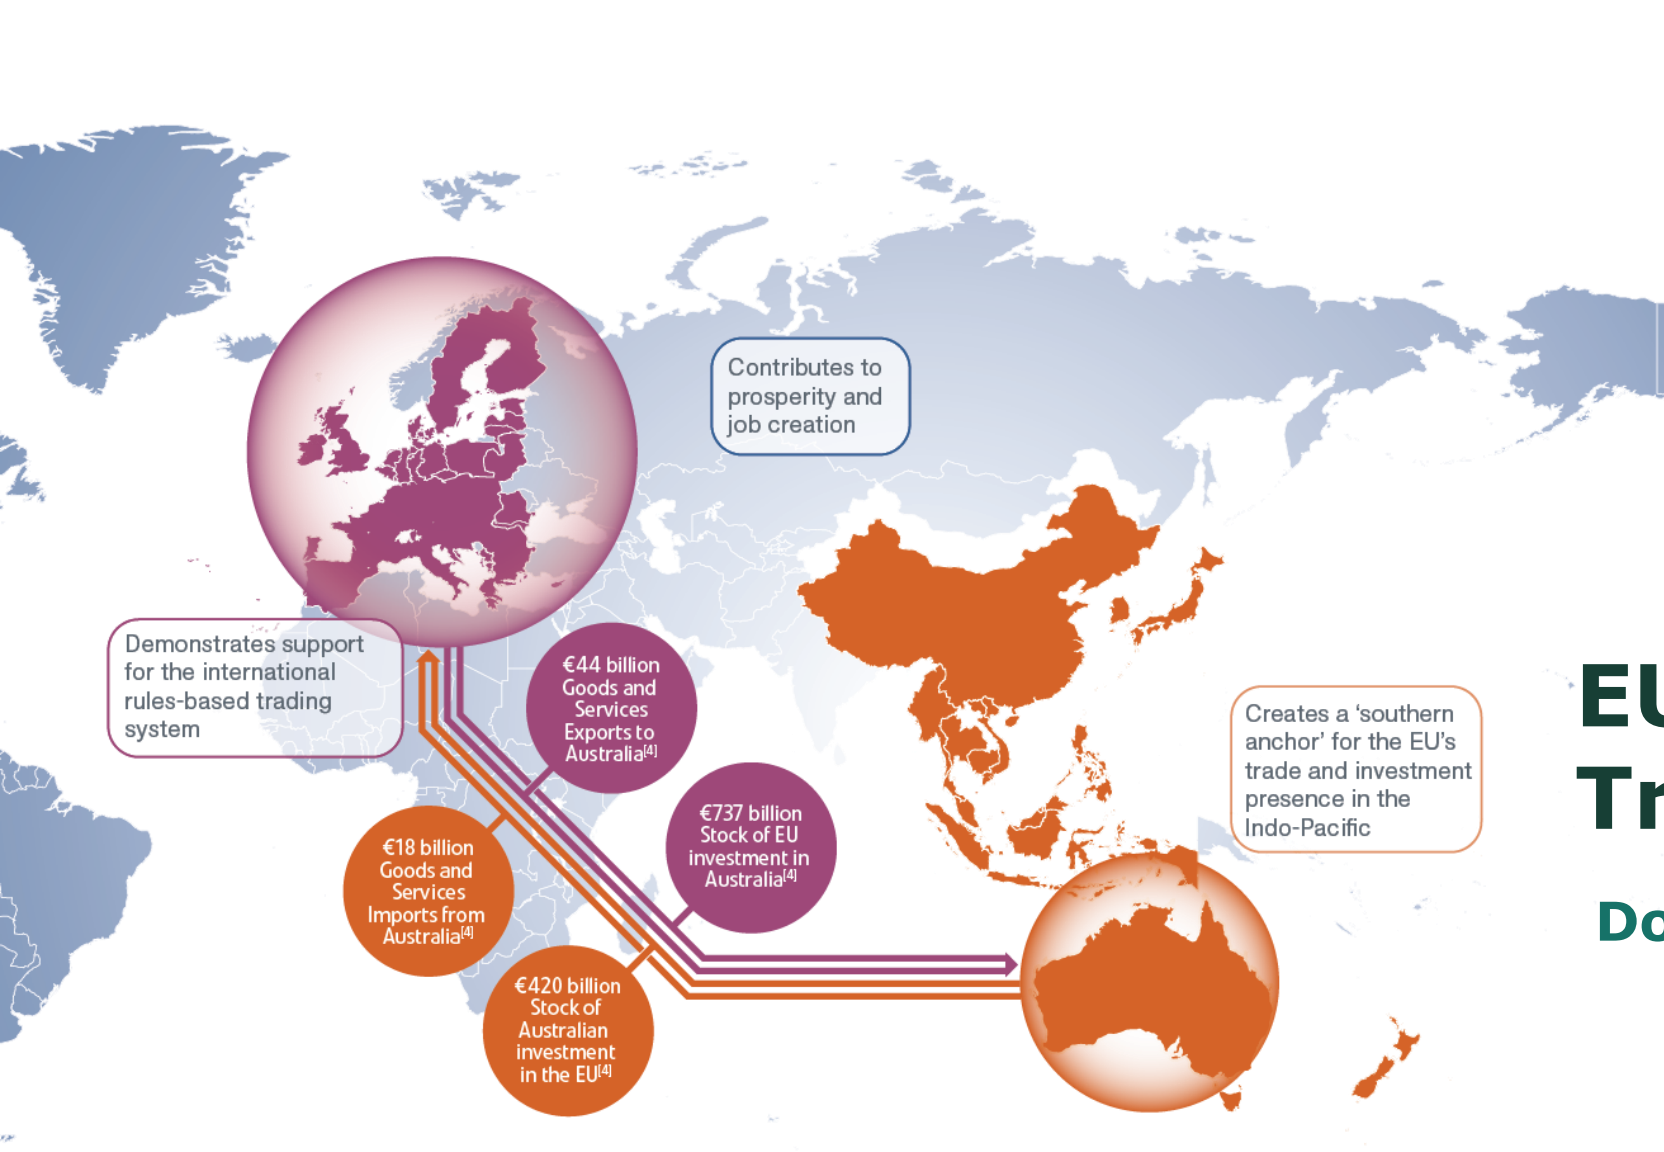 Contributes to
prosperity and
job creation
Demonstrates support
for the international
rules-based trading
system
€44 billion
Goods and
Services
Exports to
Australia[4]
€737 billion
Stock of EU
investment in
Australia[4]
€18 billion
Goods and
Services
Imports from
Australia[4]
€420 billion
Stock of
Australian
investment
in the EU[4]
Creates a ‘southern
anchor’ for the EU’s
trade and investment
presence in the
Indo-Pacific